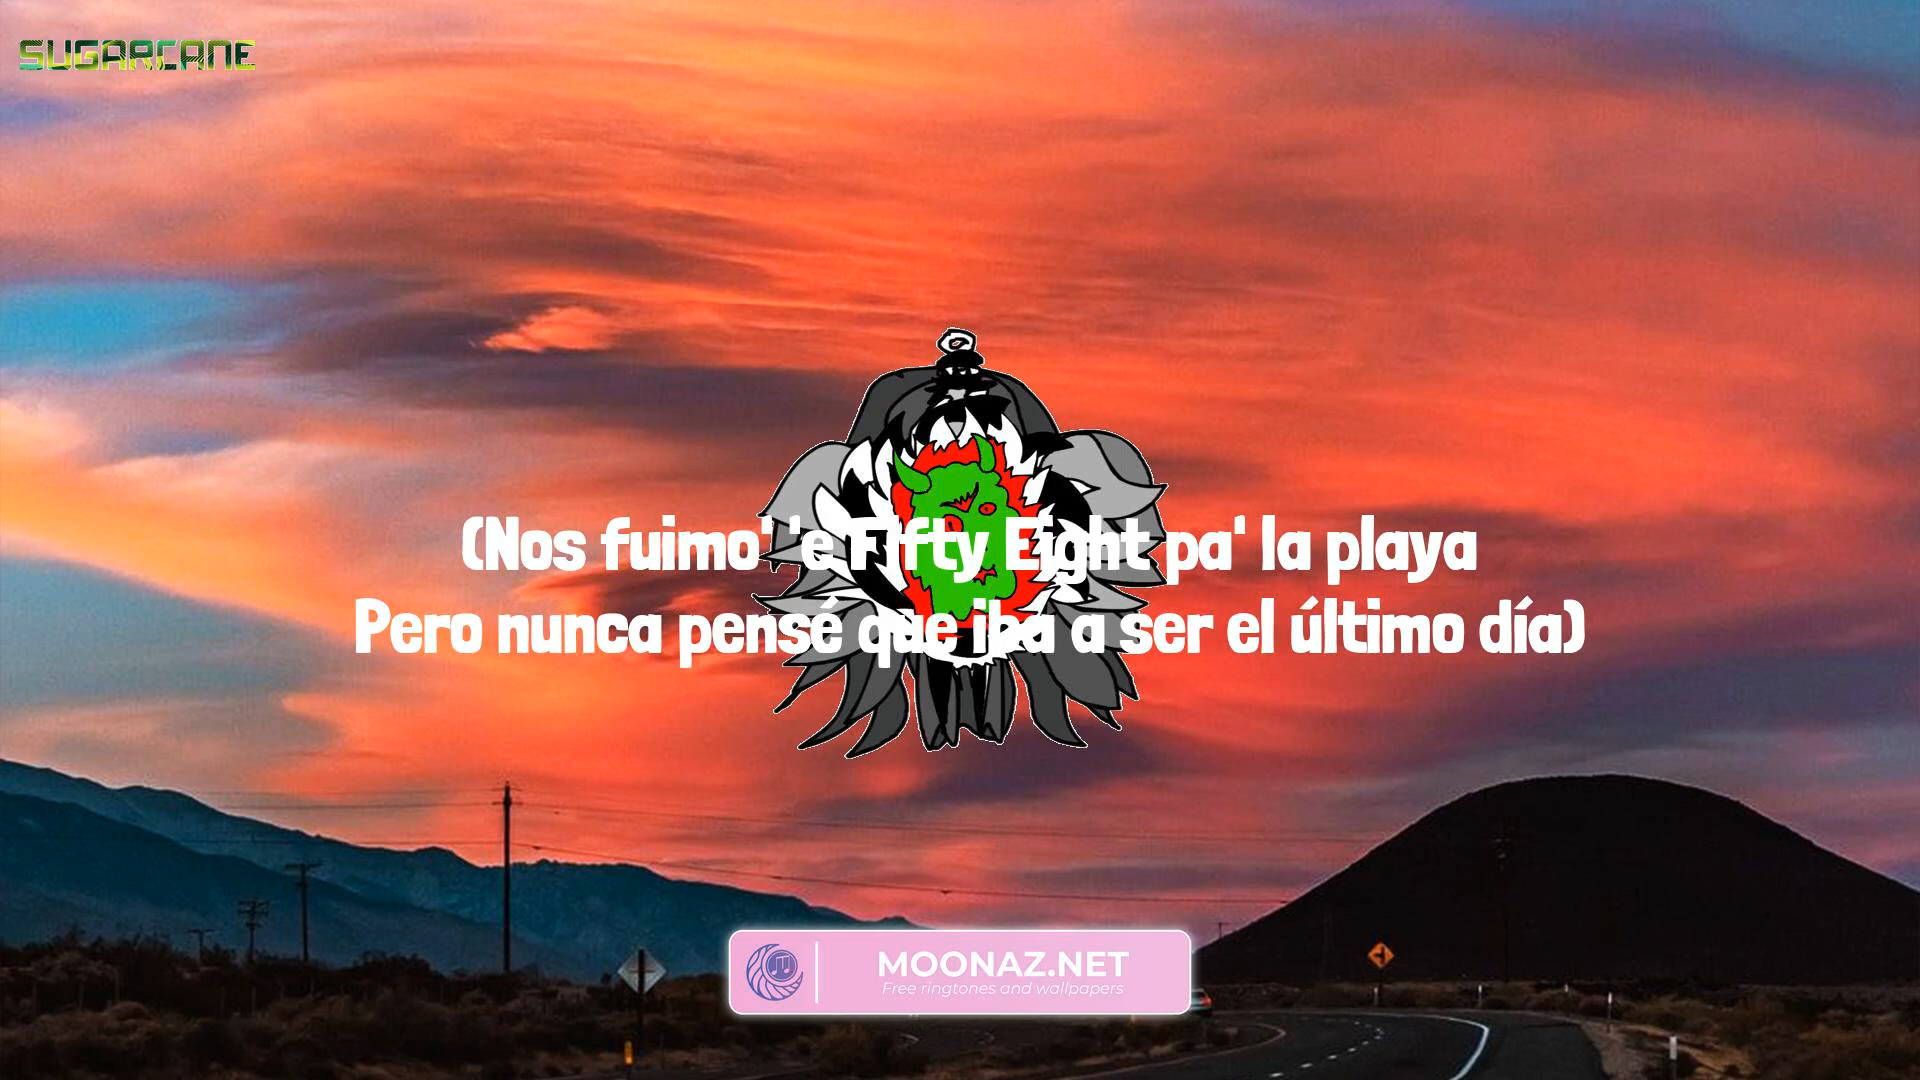 SUGARCANE
(Nos fuimo' 'e Fifty Eight pa' la playa
Pero nunca pensé que iba a ser el último día)
MOONAZ.NET
Free ringtones and wallpapers